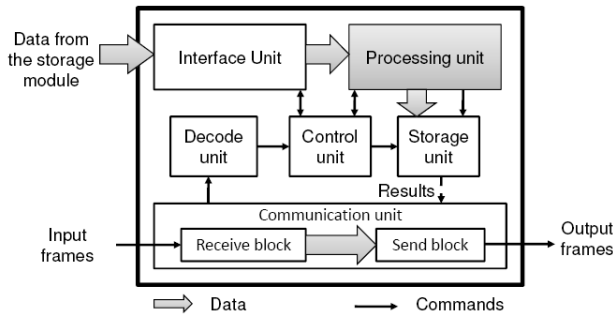 Data from
the storage
module
Interface Unit
Processing unit
Decode
unit
Control
unit
Storage
unit
Results
Communication unit
Input
frames
Receive block
Send block
Output
frames
Data
Commands